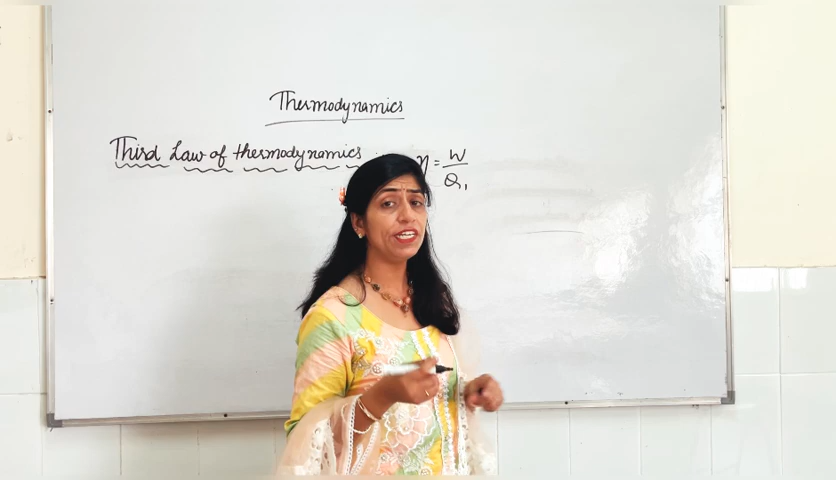 Thermodynamics
Third Law of thermodynamics
η = W
Q₁